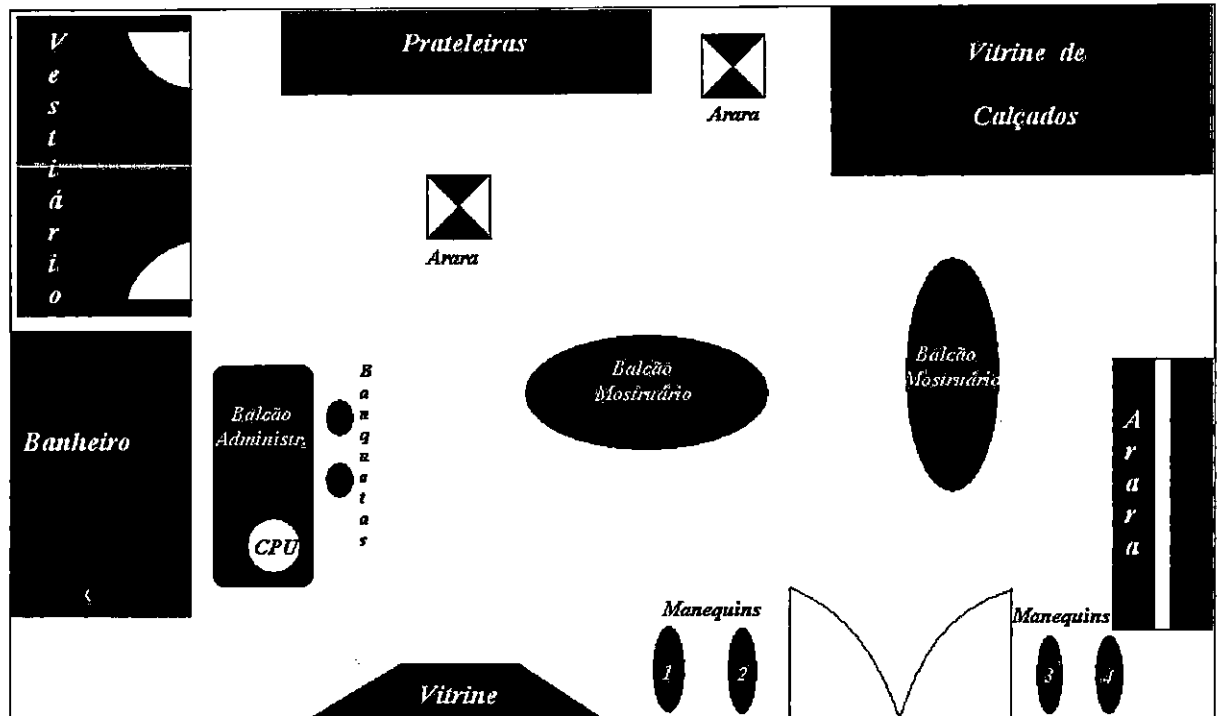 Vestiário
Prateleiras
Arara
Vitrine de
Calçados
Arara
Banheiro
Balcão
Administr.
CPU
Banquatas
Balcão
Mostruário
Balcão
Mostruário
Arara
Manequins
1
2
Manequins
3
4
Vitrine